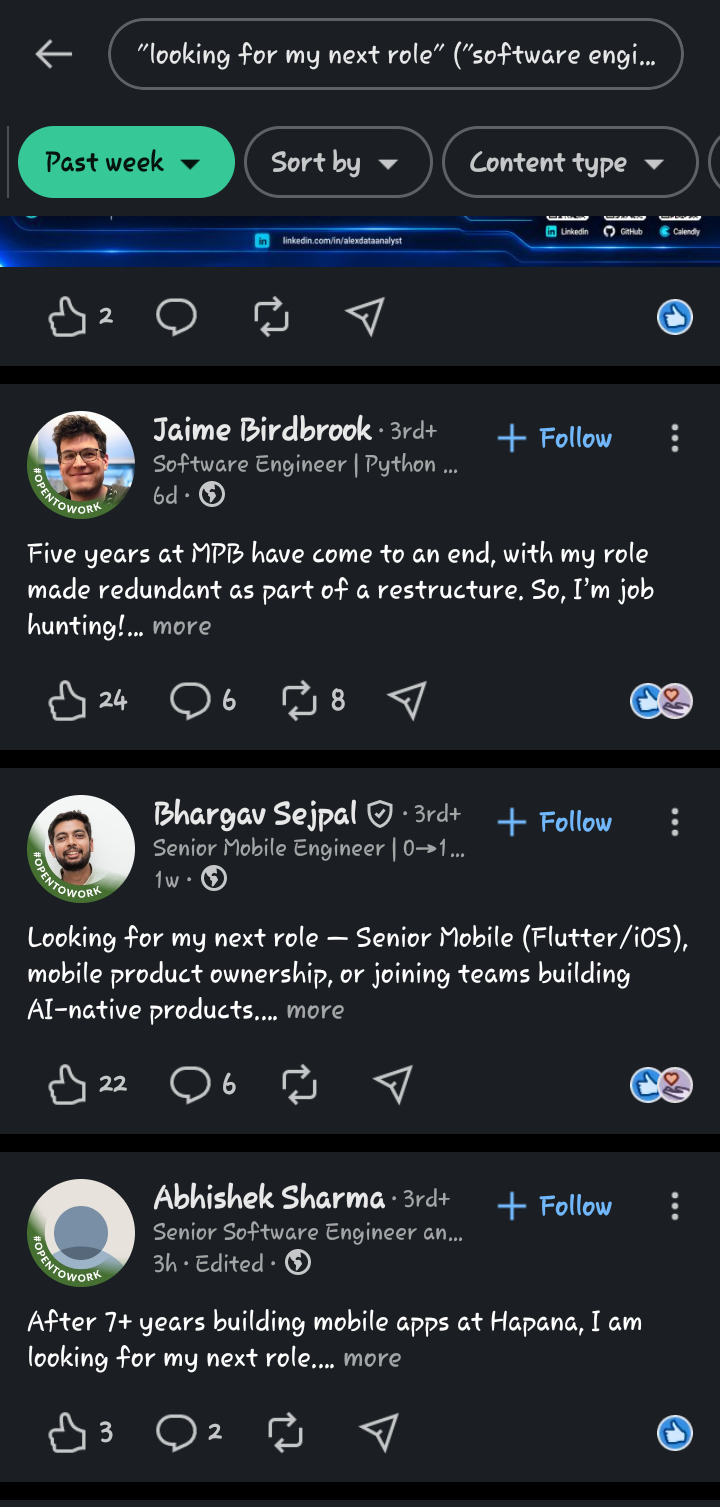 "looking for my next role" ("software engi...
Past week
Sort by
Content type
linkedin.com/in/alexdataanalyst
LinkedIn
GitHub
Calendly
2
Jaime Birdbrook · 3rd+
Follow
Software Engineer | Python ...
6d ·
#OPENTOWORK
Five years at MPB have come to an end, with my role
made redundant as part of a restructure. So, I'm job
hunting!... more
24
6
8
Bhargav Sejpal · 3rd+
Follow
Senior Mobile Engineer | 0→1...
1w ·
#OPENTOWORK
Looking for my next role — Senior Mobile (Flutter/iOS),
mobile product ownership, or joining teams building
AI-native products.... more
22
6
Abhishek Sharma · 3rd+
Follow
Senior Software Engineer an...
3h · Edited ·
#OPENTOWORK
After 7+ years building mobile apps at Hapana, I am
looking for my next role.... more
3
2